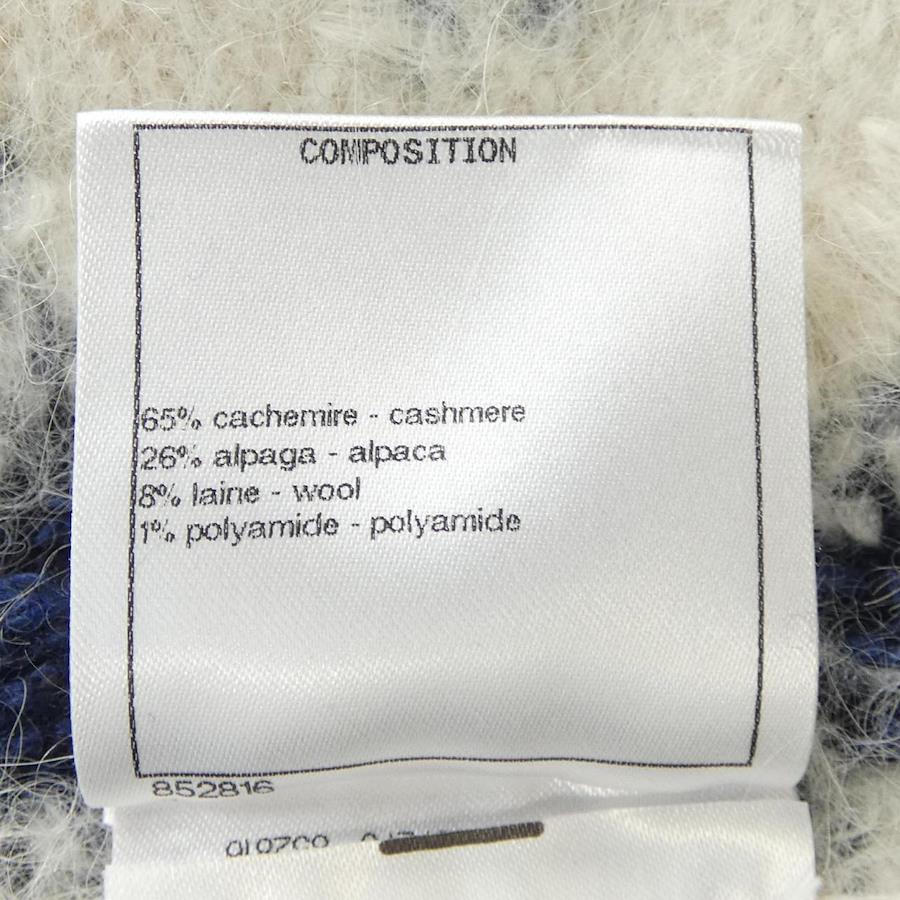 COMPOSITION
65% cachemire - cashmere
26% alpaga - alpaca
8% laine - wool
1% polyamide - polyamide
852816